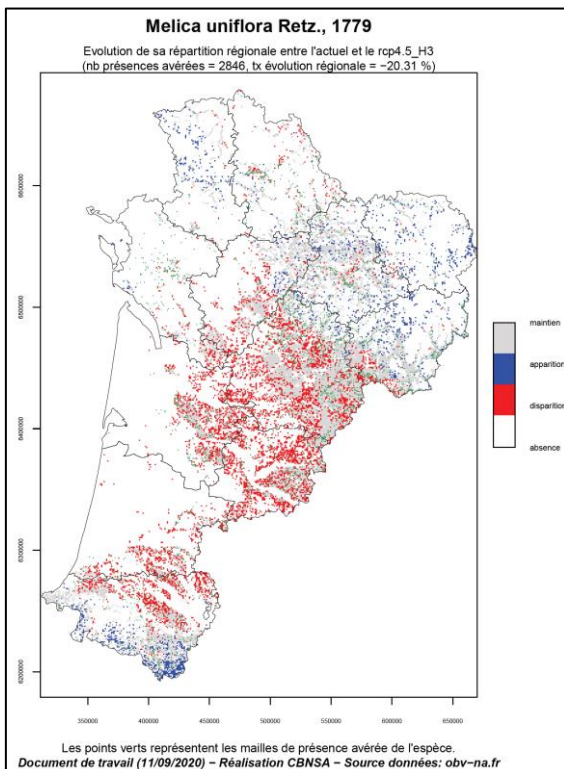 Melica uniflora Retz., 1779
Evolution de sa répartition régionale entre l'actuel et le rcp4.5_H3
(nb présences avérées = 2846, tx évolution régionale = −20.31 %)
6600000
6500000
6400000
6300000
6200000
maintien
apparition
disparition
absence
350000 400000 450000 500000 550000 600000 650000
Les points verts représentent les mailles de présence avérée de l'espèce.
Document de travail (11/09/2020) − Réalisation CBNSA − Source données: obv−na.fr